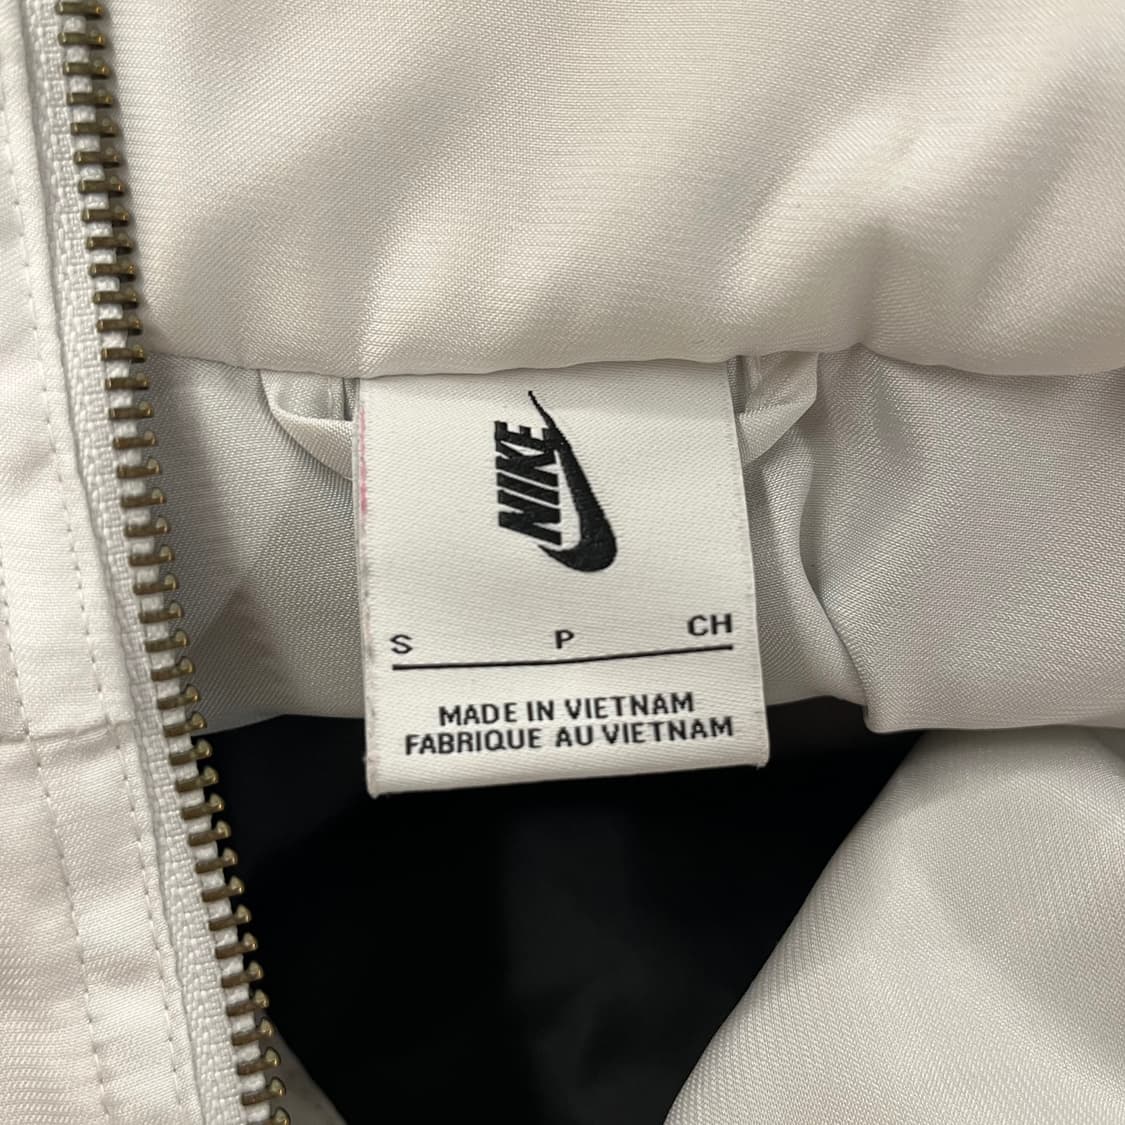 NIKE
S P CH
MADE IN VIETNAM
FABRIQUE AU VIETNAM